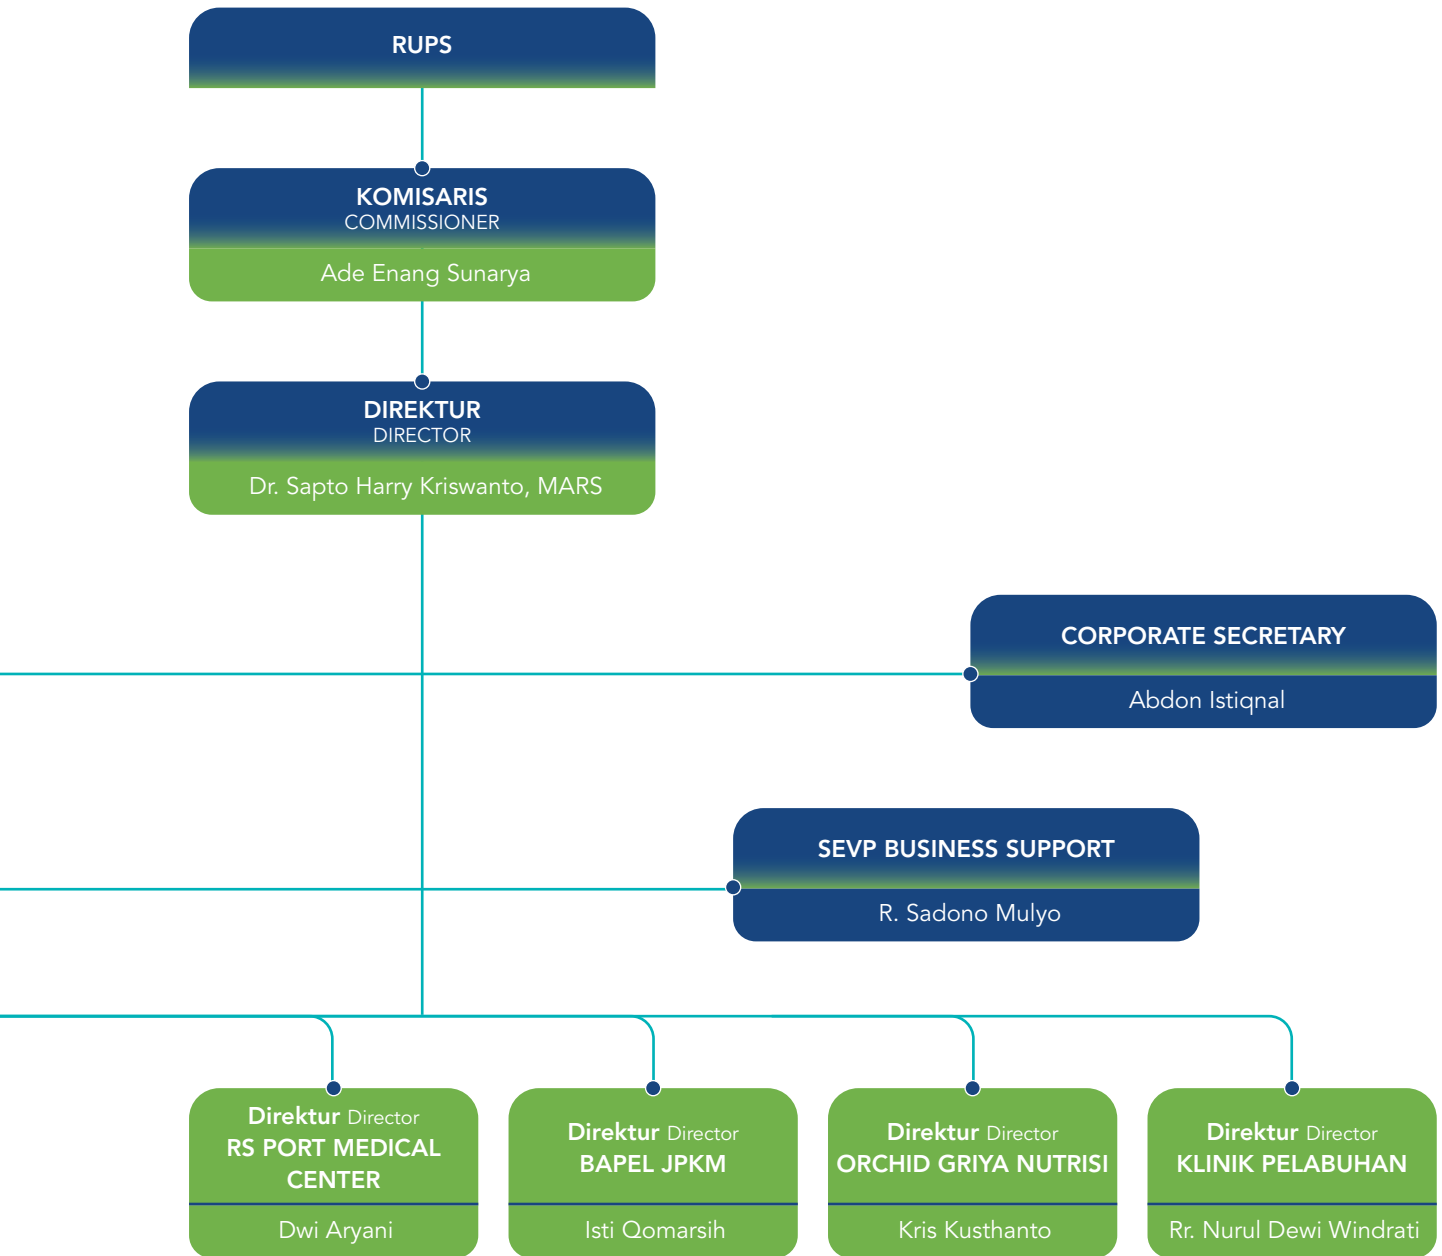 RUPS
KOMISARIS
COMMISSIONER
Ade Enang Sunarya
DIREKTUR
DIRECTOR
Dr. Sapto Harry Kriswanto, MARS
CORPORATE SECRETARY
Abdon Istiqnal
SEVP BUSINESS SUPPORT
R. Sadono Mulyo
Direktur Director
RS PORT MEDICAL
CENTER
Dwi Aryani
Direktur Director
BAPEL JPKM
Isti Qomarsih
Direktur Director
ORCHID GRIYA NUTRISI
Kris Kusthanto
Direktur Director
KLINIK PELABUHAN
Rr. Nurul Dewi Windrati